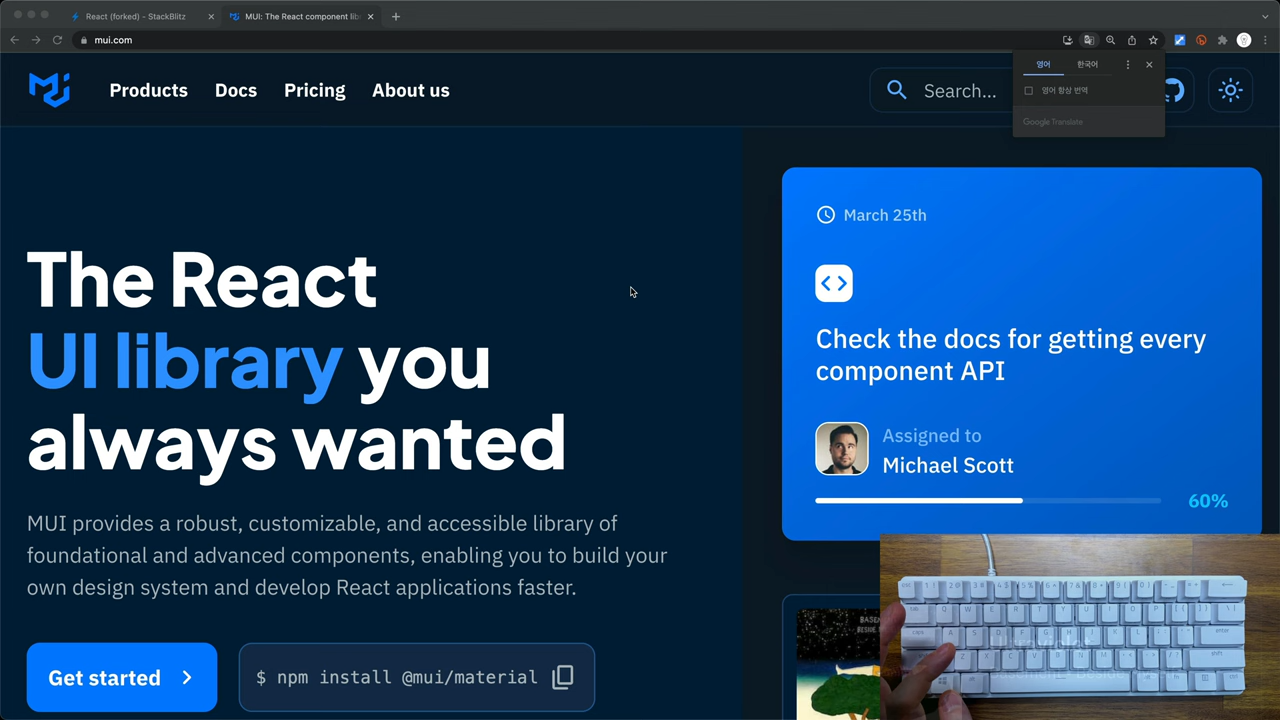 React (forked) - StackBlitz
MUI: The React component lib
mui.com
영어
한국어
영어 항상 번역
Google Translate
Products
Docs
Pricing
About us
Search...
The React
UI library you
always wanted
MUI provides a robust, customizable, and accessible library of
foundational and advanced components, enabling you to build your
own design system and develop React applications faster.
Get started
$ npm install @mui/material
March 25th
Check the docs for getting every
component API
Assigned to
Michael Scott
60%